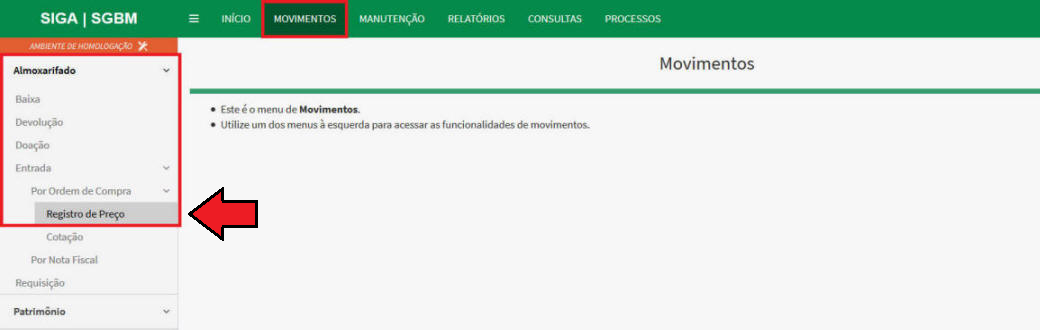 SIGA | SGBM
INÍCIO MOVIMENTOS MANUTENÇÃO RELATÓRIOS CONSULTAS PROCESSOS
AMBIENTE DE HOMOLOGAÇÃO
Almoxarifado
Baixa
Devolução
Doação
Entrada
Por Ordem de Compra
Registro de Preço
Cotação
Por Nota Fiscal
Requisição
Patrimônio
Movimentos
• Este é o menu de Movimentos.
• Utilize um dos menus à esquerda para acessar as funcionalidades de movimentos.